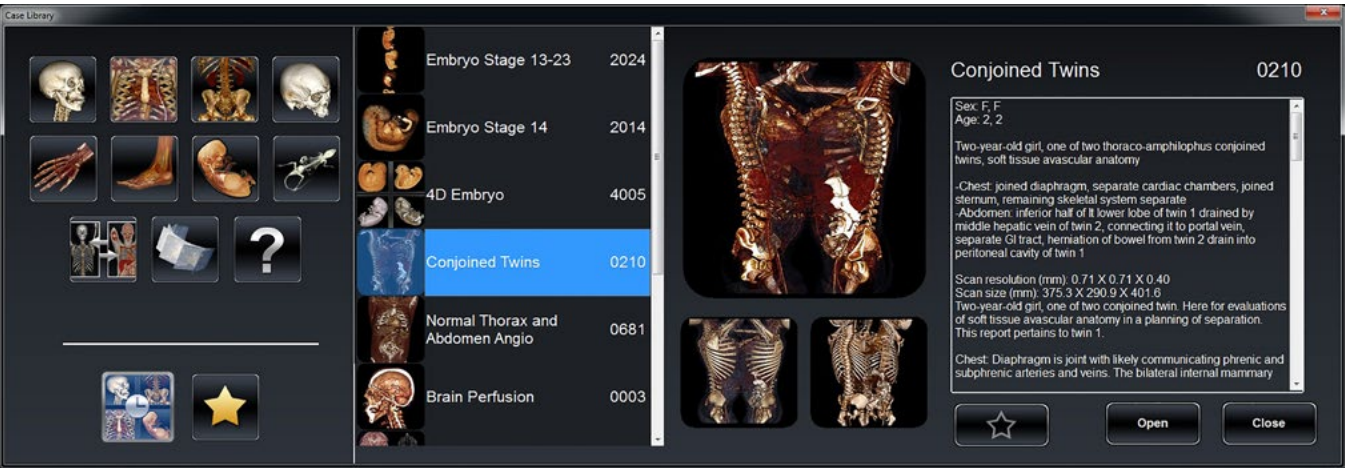 Case Library
X
?
Embryo Stage 13-23 2024
Embryo Stage 14 2014
4D Embryo 4005
Conjoined Twins 0210
Normal Thorax and
Abdomen Angio 0681
Brain Perfusion 0003
Conjoined Twins 0210
Sex: F, F
Age: 2, 2
Two-year-old girl, one of two thoraco-amphilophus conjoined
twins, soft tissue avascular anatomy
-Chest: joined diaphragm, separate cardiac chambers, joined
sternum, remaining skeletal system separate
-Abdomen: inferior half of lt lower lobe of twin 1 drained by
middle hepatic vein of twin 2, connecting it to portal vein,
separate GI tract, herniation of bowel from twin 2 drain into
peritoneal cavity of twin 1
Scan resolution (mm): 0.71 X 0.71 X 0.40
Scan size (mm): 375.3 X 290.9 X 401.6
Two-year-old girl, one of two conjoined twin. Here for evaluations
of soft tissue avascular anatomy in a planning of separation.
This report pertains to twin 1.
Chest: Diaphragm is joint with likely communicating phrenic and
subphrenic arteries and veins. The bilateral internal mammary
Open
Close